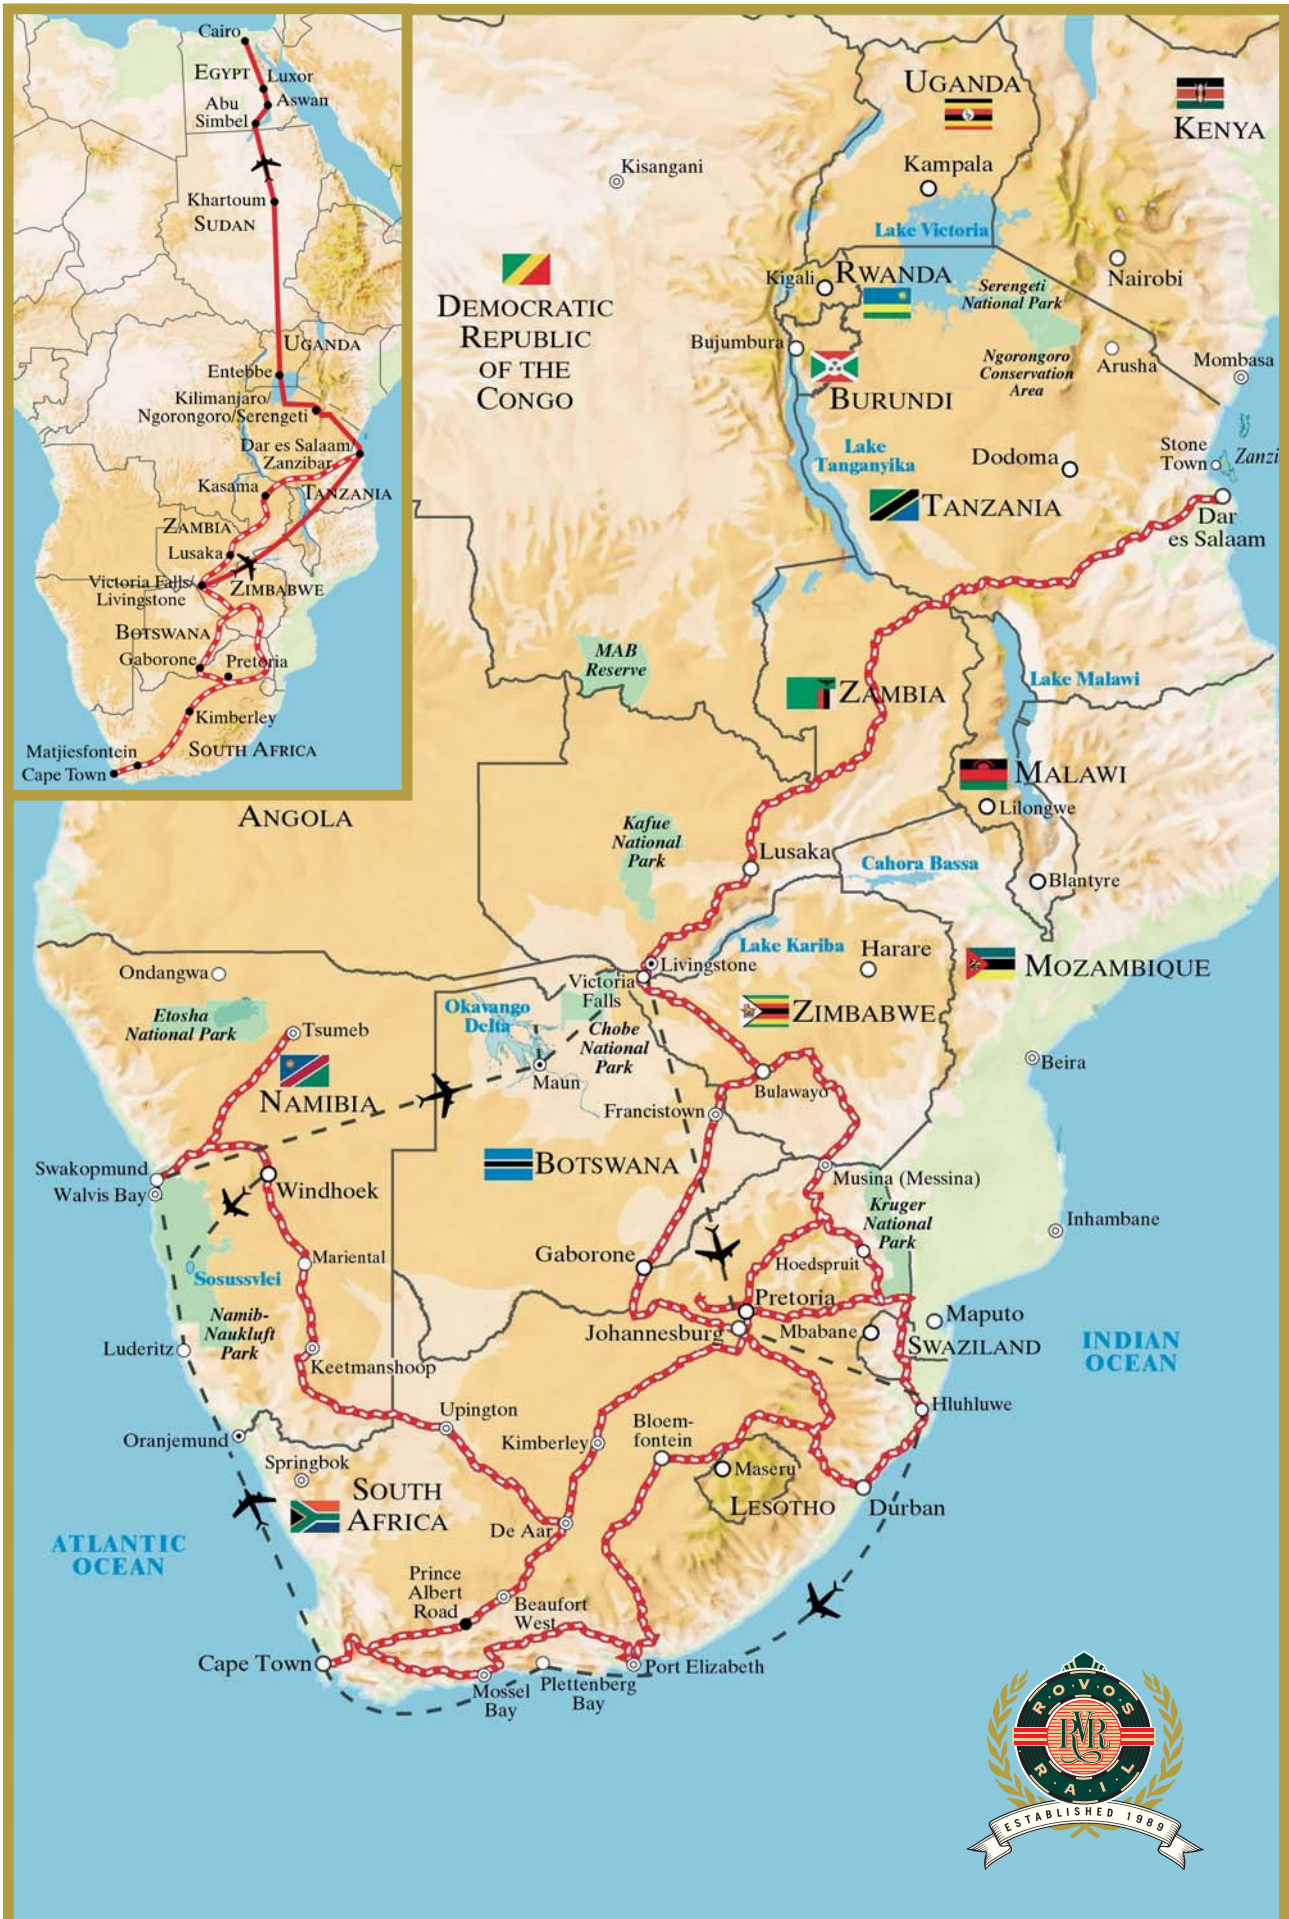 Cairo
EGYPT
Luxor
Abu
Simbel
Aswan
Khartoum
SUDAN
UGANDA
Entebbe
Kilimanjaro/
Ngorongoro/Serengeti
Dar es Salaam/
Zanzibar
Kasama
TANZANIA
ZAMBIA
Lusaka
Victoria Falls/
Livingstone
ZIMBABWE
BOTSWANA
Gaborone
Pretoria
Kimberley
Matjiesfontein
SOUTH AFRICA
Cape Town
UGANDA
KENYA
Kisangani
Kampala
Lake Victoria
Kigali
RWANDA
Nairobi
Serengeti
National Park
DEMOCRATIC
REPUBLIC
OF THE
CONGO
Bujumbura
BURUNDI
Ngorongoro
Conservation
Area
Arusha
Mombasa
Lake
Tanganyika
Dodoma
Stone
Town
Zanzi
TANZANIA
Dar
es Salaam
MAB
Reserve
ZAMBIA
Lake Malawi
MALAWI
Lilongwe
ANGOLA
Kafue
National
Park
Lusaka
Cahora Bassa
Blantyre
Lake Kariba
Harare
Livingstone
MOZAMBIQUE
Ondangwa
Victoria
Falls
Etosha
National Park
Tsumeb
Okavango
Delta
Chobe
National
Park
ZIMBABWE
Beira
Maun
Bulawayo
NAMIBIA
Francistown
BOTSWANA
Swakopmund
Walvis Bay
Windhoek
Musina (Messina)
Kruger
National
Park
Inhambane
Gaborone
Hoedspruit
Mariental
Sosussvlei
Pretoria
Namib-
Naukluft
Park
Johannesburg
Mbabane
Maputo
SWAZILAND
INDIAN
OCEAN
Luderitz
Keetmanshoop
Upington
Hluhluwe
Kimberley
Bloem-
fontein
Oranjemund
Springbok
Maseru
SOUTH
AFRICA
LESOTHO
Durban
De Aar
ATLANTIC
OCEAN
Prince
Albert
Road
Beaufort
West
Cape Town
Port Elizabeth
Mossel
Bay
Plettenberg
Bay
R·O·V·O·S
RVR
R·A·I·L
ESTABLISHED 1989